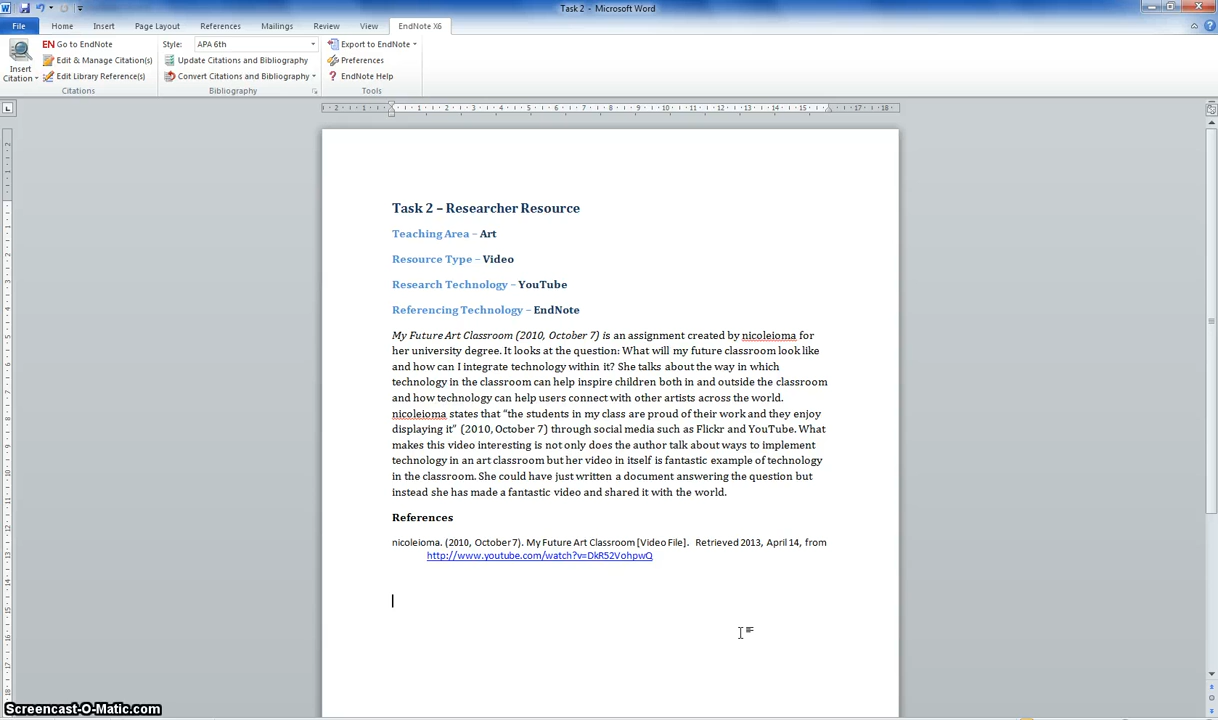 Task 2 - Microsoft Word
File Home Insert Page Layout References Mailings Review View EndNote X6
Insert Citation
EN Go to EndNote
Edit & Manage Citation(s)
Edit Library Reference(s)
Citations
Style: APA 6th
Update Citations and Bibliography
Convert Citations and Bibliography
Bibliography
Export to EndNote
Preferences
EndNote Help
Tools
Task 2 – Researcher Resource
Teaching Area – Art
Resource Type – Video
Research Technology – YouTube
Referencing Technology – EndNote
My Future Art Classroom (2010, October 7) is an assignment created by nicoleioma for
her university degree. It looks at the question: What will my future classroom look like
and how can I integrate technology within it? She talks about the way in which
technology in the classroom can help inspire children both in and outside the classroom
and how technology can help users connect with other artists across the world.
nicoleioma states that “the students in my class are proud of their work and they enjoy
displaying it” (2010, October 7) through social media such as Flickr and YouTube. What
makes this video interesting is not only does the author talk about ways to implement
technology in an art classroom but her video in itself is fantastic example of technology
in the classroom. She could have just written a document answering the question but
instead she has made a fantastic video and shared it with the world.
References
nicoleioma. (2010, October 7). My Future Art Classroom [Video File]. Retrieved 2013, April 14, from
http://www.youtube.com/watch?v=DkR52VohpwQ
Screencast-O-Matic.com